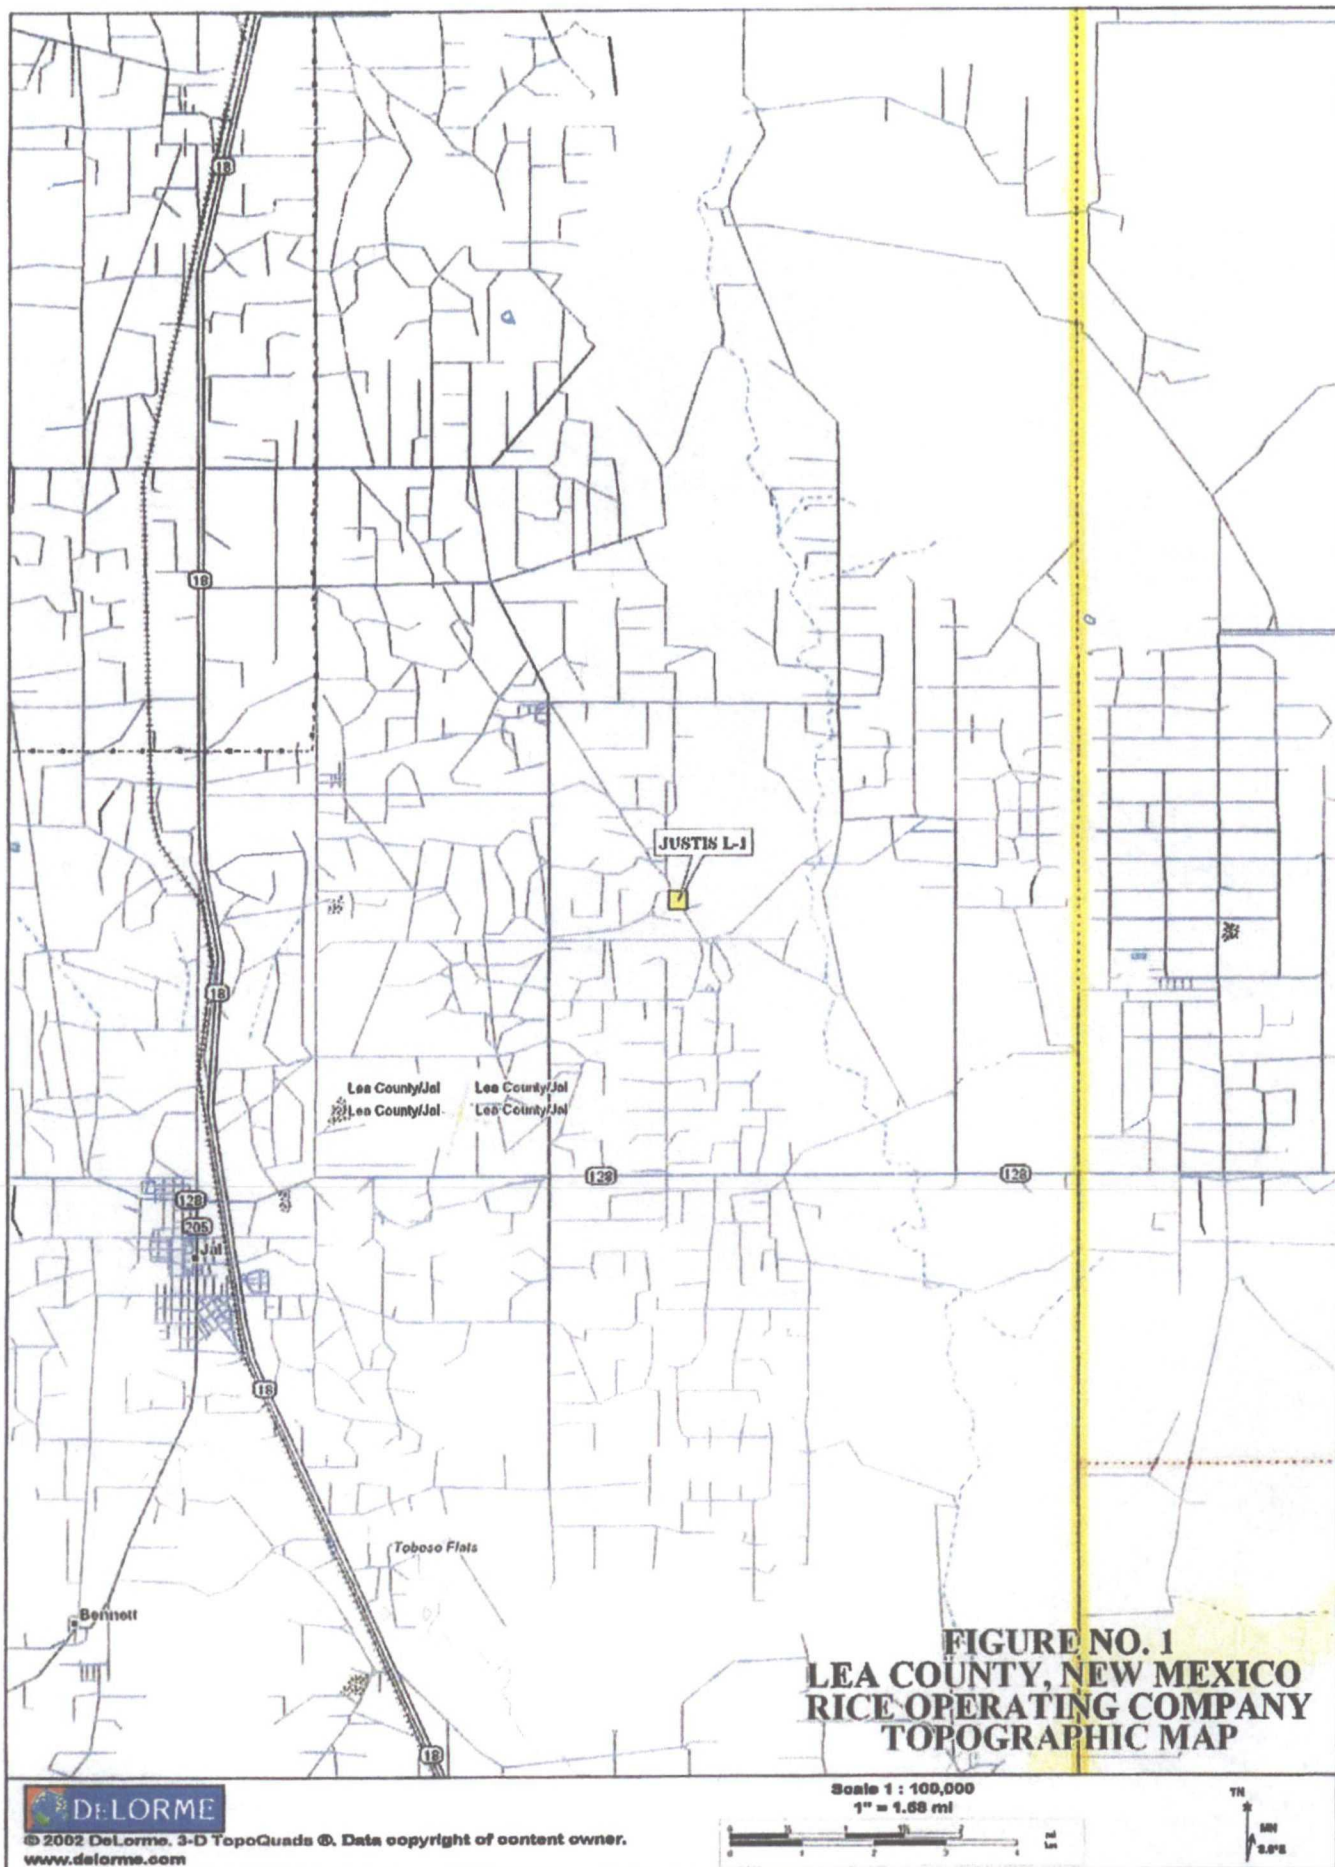 18
18
JUSTIS L-1
18
Lea County/Jal Lea County/Jal
Lea County/Jal Lea County/Jal
128
128
128
205
Jal
18
Toboso Flats
Bennett
FIGURE NO. 1
LEA COUNTY, NEW MEXICO
RICE OPERATING COMPANY
TOPOGRAPHIC MAP
18
DELORME
© 2002 DeLorme. 3-D TopoQuads ®. Data copyright of content owner.
www.delorme.com
Scale 1 : 100,000
1" = 1.58 mi
mi
km
TN
MN